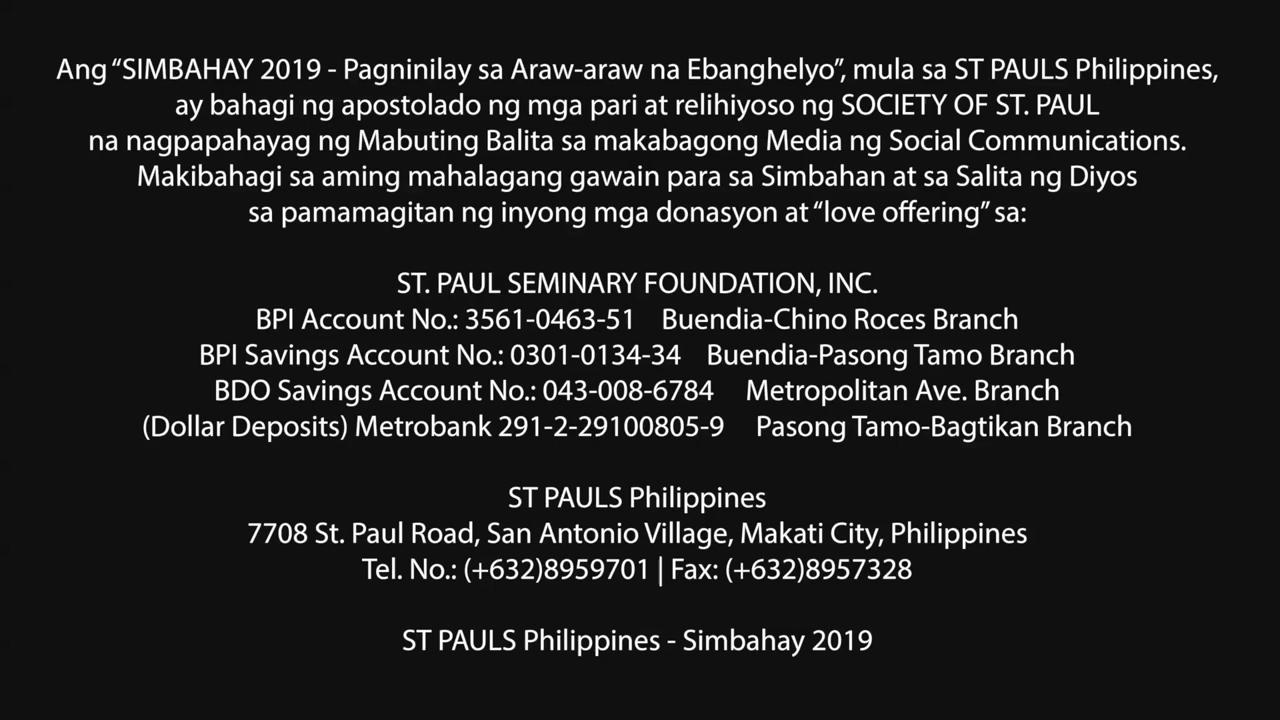 Ang “SIMBAHAY 2019 - Pagninilay sa Araw-araw na Ebanghelyo”, mula sa ST PAULS Philippines,
ay bahagi ng apostolado ng mga pari at relihiyoso ng SOCIETY OF ST. PAUL
na nagpapahayag ng Mabuting Balita sa makabagong Media ng Social Communications.
Makibahagi sa aming mahalagang gawain para sa Simbahan at sa Salita ng Diyos
sa pamamagitan ng inyong mga donasyon at “love offering” sa:
ST. PAUL SEMINARY FOUNDATION, INC.
BPI Account No.: 3561-0463-51 Buendia-Chino Roces Branch
BPI Savings Account No.: 0301-0134-34 Buendia-Pasong Tamo Branch
BDO Savings Account No.: 043-008-6784 Metropolitan Ave. Branch
(Dollar Deposits) Metrobank 291-2-29100805-9 Pasong Tamo-Bagtikan Branch
ST PAULS Philippines
7708 St. Paul Road, San Antonio Village, Makati City, Philippines
Tel. No.: (+632)8959701 | Fax: (+632)8957328
ST PAULS Philippines - Simbahay 2019